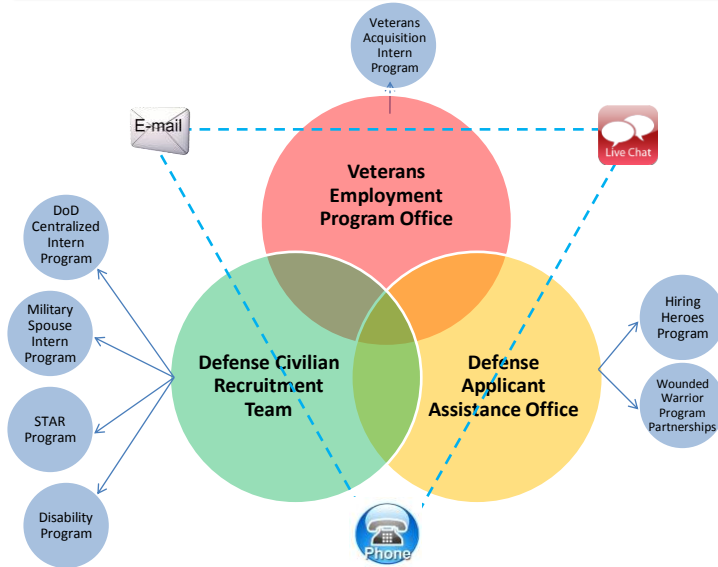 Veterans
Acquisition
Intern
Program
E-mail
Live Chat
Veterans
Employment
Program Office
DoD
Centralized
Intern
Program
Military
Spouse
Intern
Program
STAR
Program
Disability
Program
Defense Civilian
Recruitment
Team
Defense
Applicant
Assistance Office
Hiring
Heroes
Program
Wounded
Warrior
Program
Partnerships
Phone